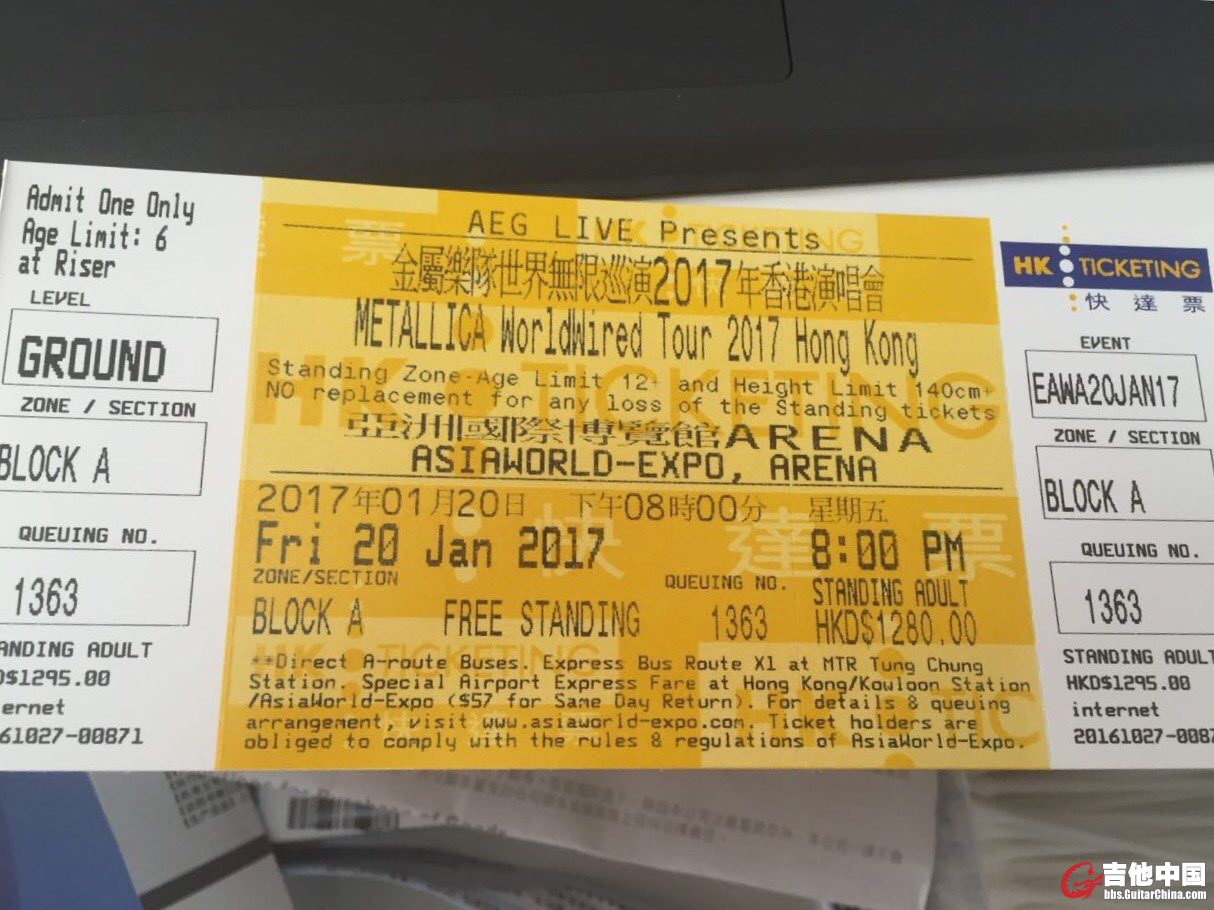 Admit One Only
Age Limit: 6
at Riser
LEVEL
GROUND
ZONE / SECTION
BLOCK A
QUEUING NO.
1363
ANDING ADULT
D$1295.00
ernet
61027-00871
AEG LIVE Presents
金屬樂隊世界無限巡演2017年香港演唱會
METALLICA WorldWired Tour 2017 Hong Kong
Standing Zone-Age Limit 12+ and Height Limit 140cm+
NO replacement for any loss of the Standing tickets
亞洲國際博覽館ARENA
ASIAWORLD-EXPO, ARENA
2017年01月20日 下午08時00分 星期五
Fri 20 Jan 2017 8:00 PM
ZONE/SECTION QUEUING NO. STANDING ADULT
BLOCK A FREE STANDING 1363 HKD$1280.00
**Direct A-route Buses. Express Bus Route X1 at MTR Tung Chung
Station. Special Airport Express Fare at Hong Kong/Kowloon Station
/AsiaWorld-Expo ($57 for Same Day Return). For details & queuing
arrangement, visit www.asiaworld-expo.com. Ticket holders are
obliged to comply with the rules & regulations of AsiaWorld-Expo.
HK TICKETING
快達票
EVENT
EAWA20JAN17
ZONE / SECTION
BLOCK A
QUEUING NO.
1363
STANDING ADULT
HKD$1295.00
internet
20161027-0087
吉他中国
bbs.GuitarChina.com